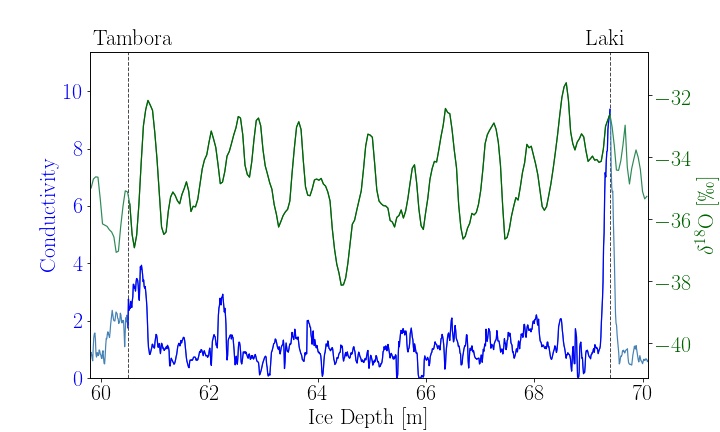 Tambora Laki
10
8
6
4
2
0
Conductivity
−32
−34
−36
−38
−40
δ¹⁸O [‰]
60 62 64 66 68 70
Ice Depth [m]